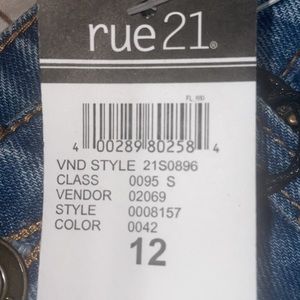 rue21
4 00289 80258 4
VND STYLE 21S0896
CLASS 0095 S
VENDOR 02069
STYLE 0008157
COLOR 0042
12